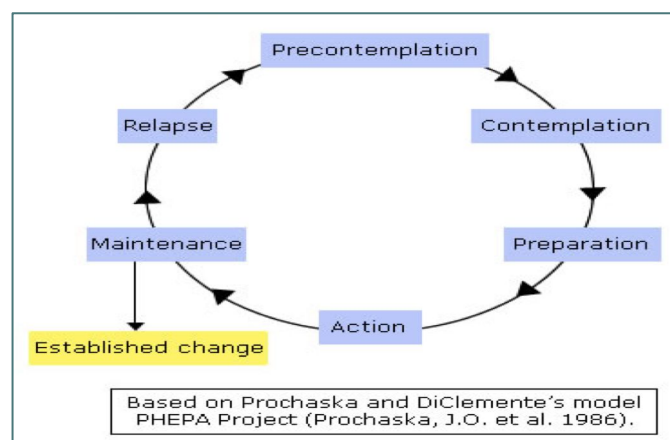 Precontemplation
Relapse
Contemplation
Maintenance
Preparation
Action
Established change
Based on Prochaska and DiClemente's model
PHEPA Project (Prochaska, J.O. et al. 1986).